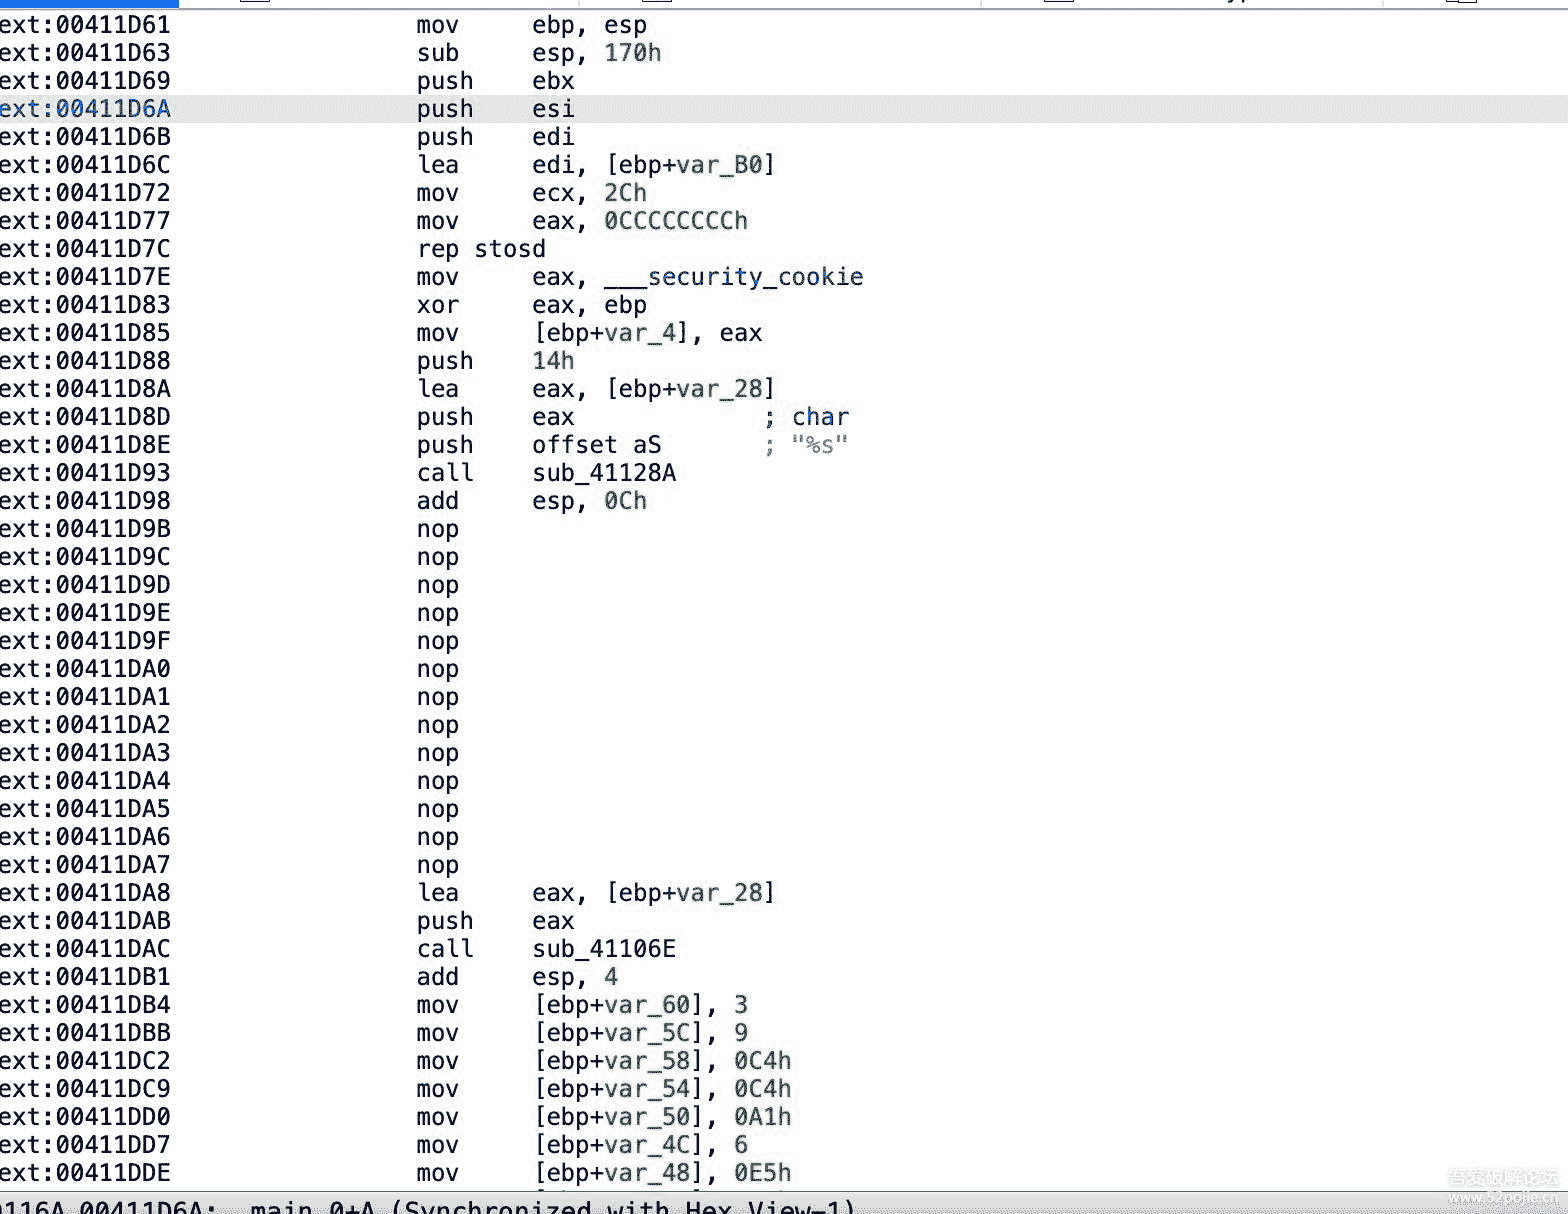 ext:00411D61 mov ebp, esp
ext:00411D63 sub esp, 170h
ext:00411D69 push ebx
ext:00411D6A push esi
ext:00411D6B push edi
ext:00411D6C lea edi, [ebp+var_B0]
ext:00411D72 mov ecx, 2Ch
ext:00411D77 mov eax, 0CCCCCCCCh
ext:00411D7C rep stosd
ext:00411D7E mov eax, ___security_cookie
ext:00411D83 xor eax, ebp
ext:00411D85 mov [ebp+var_4], eax
ext:00411D88 push 14h
ext:00411D8A lea eax, [ebp+var_28]
ext:00411D8D push eax ; char
ext:00411D8E push offset aS ; "%s"
ext:00411D93 call sub_41128A
ext:00411D98 add esp, 0Ch
ext:00411D9B nop
ext:00411D9C nop
ext:00411D9D nop
ext:00411D9E nop
ext:00411D9F nop
ext:00411DA0 nop
ext:00411DA1 nop
ext:00411DA2 nop
ext:00411DA3 nop
ext:00411DA4 nop
ext:00411DA5 nop
ext:00411DA6 nop
ext:00411DA7 nop
ext:00411DA8 lea eax, [ebp+var_28]
ext:00411DAB push eax
ext:00411DAC call sub_41106E
ext:00411DB1 add esp, 4
ext:00411DB4 mov [ebp+var_60], 3
ext:00411DBB mov [ebp+var_5C], 9
ext:00411DC2 mov [ebp+var_58], 0C4h
ext:00411DC9 mov [ebp+var_54], 0C4h
ext:00411DD0 mov [ebp+var_50], 0A1h
ext:00411DD7 mov [ebp+var_4C], 6
ext:00411DDE mov [ebp+var_48], 0E5h
吾爱破解论坛
www.52pojie.cn
0116A 00411D6A: _main_0+A (Synchronized with Hex View-1)